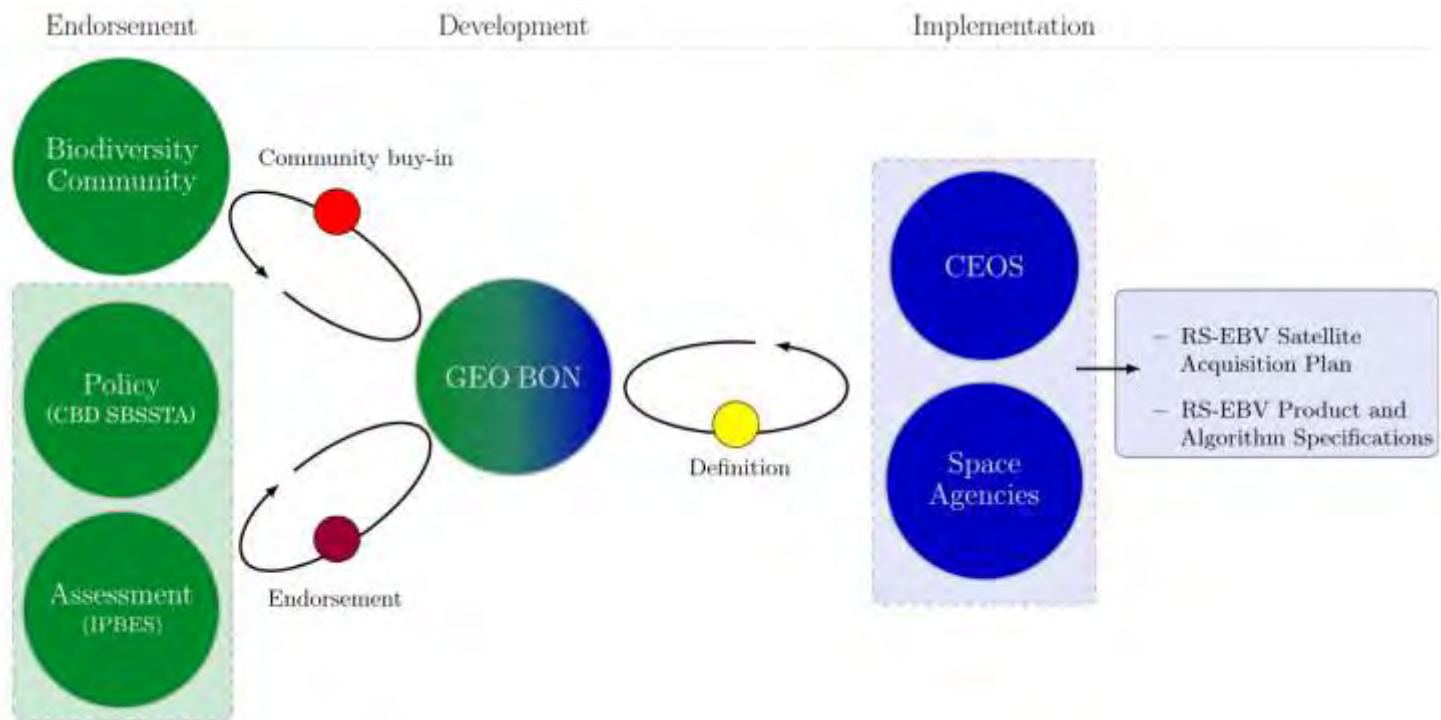 Endorsement
Development
Implementation
Biodiversity
Community
Community buy-in
Policy
(CBD SBSSTA)
Assessment
(IPBES)
Endorsement
GEO BON
Definition
CEOS
Space
Agencies
– RS-EBV Satellite
Acquisition Plan
– RS-EBV Product and
Algorithm Specifications